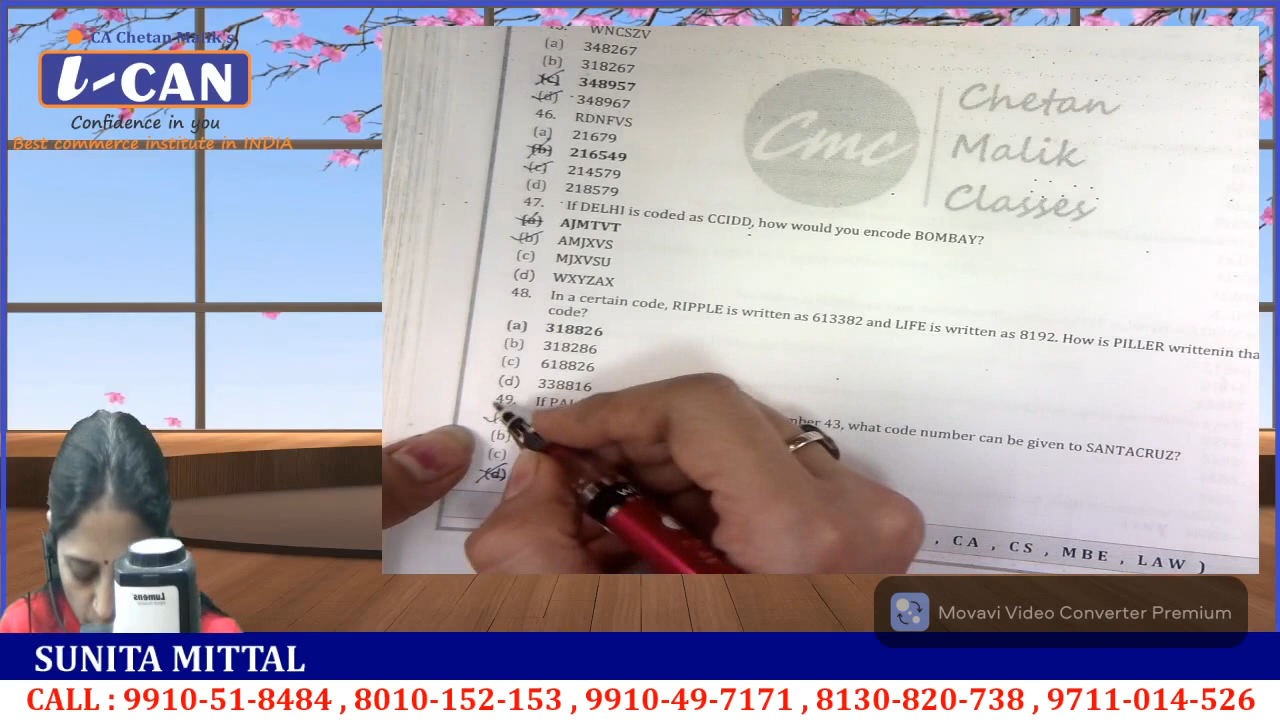 CA Chetan Malik's
i-CAN
Confidence in you
Best commerce institute in INDIA
WNCSZV
(a) 348267
(b) 318267
(c) 348957
(d) 348967
46. RDNFVS
(a) 21679
(b) 216549
(c) 214579
(d) 218579
47. If DELHI is coded as CCIDD, how would you encode BOMBAY?
(a) AJMTVT
(b) AMJXVS
(c) MJXVSU
(d) WXYZAX
48. In a certain code, RIPPLE is written as 613382 and LIFE is written as 8192. How is PILLER writtenin tha
code?
(a) 318826
(b) 318286
(c) 618826
(d) 338816
49. If number 43, what code number can be given to SANTACRUZ?
(b)
(c)
(d)
, CA , CS , MBE , LAW )
cmc
Chetan
Malik
Classes
Lumens
Movavi Video Converter Premium
SUNITA MITTAL
CALL : 9910-51-8484 , 8010-152-153 , 9910-49-7171 , 8130-820-738 , 9711-014-526